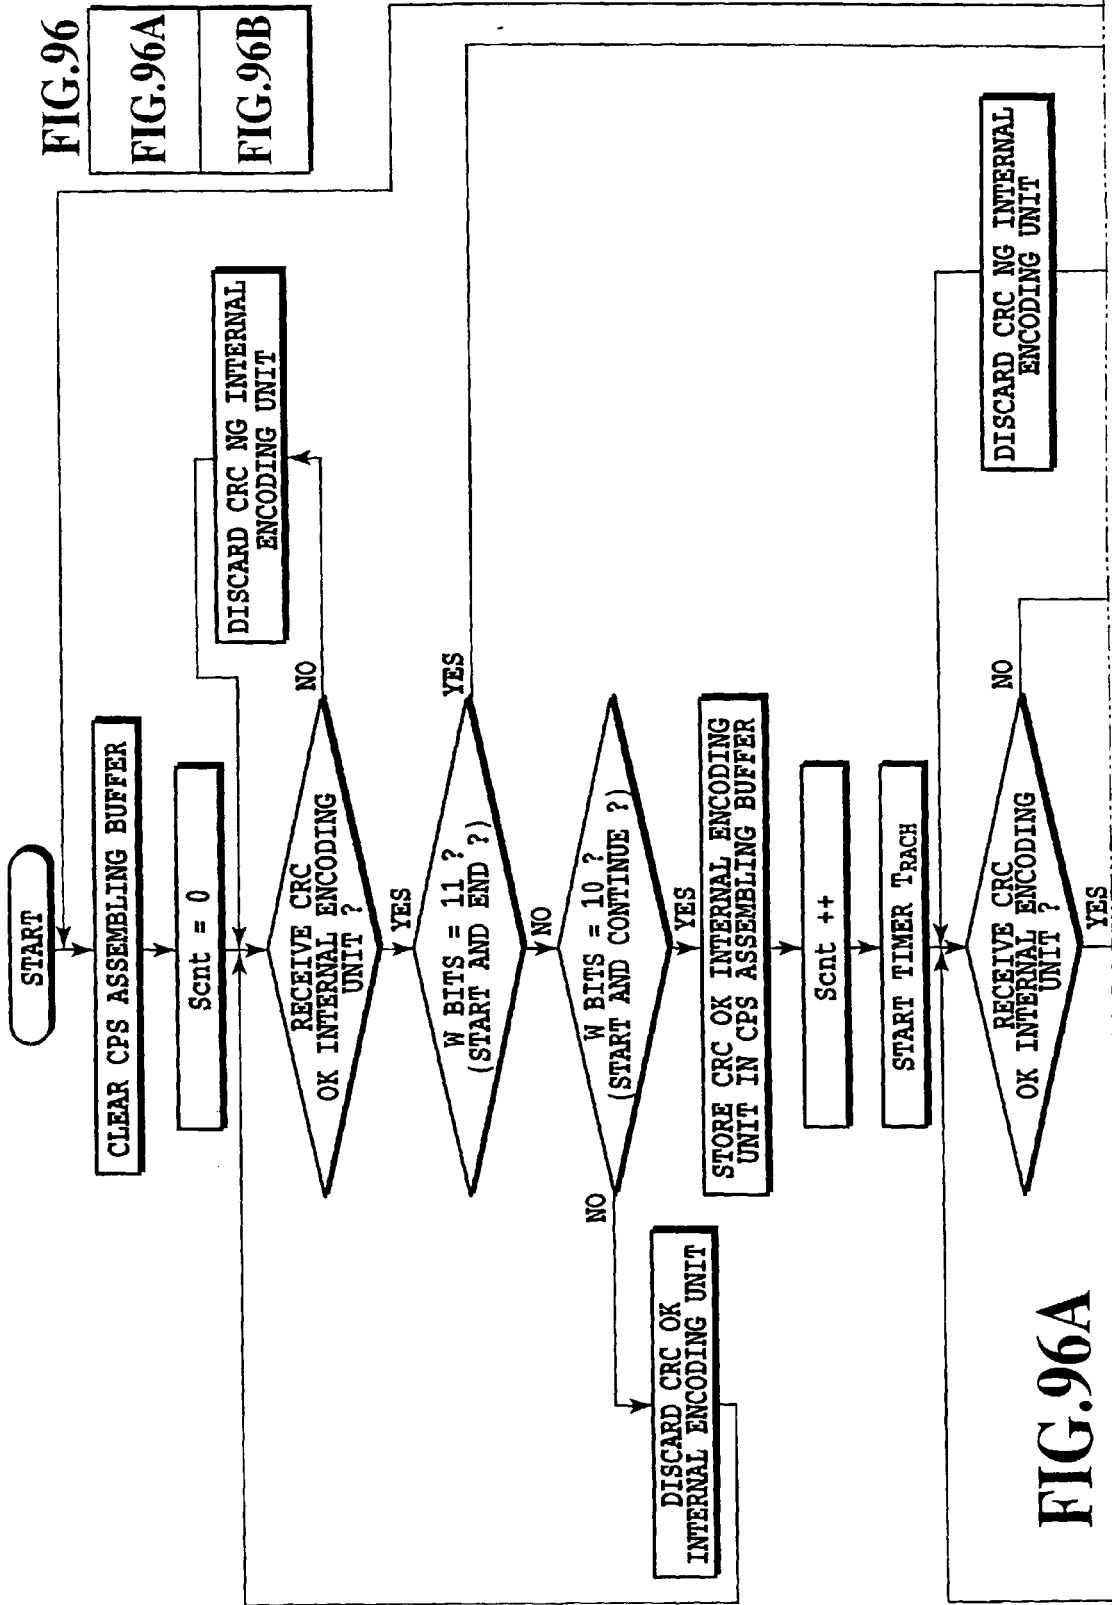 FIG.96
FIG.96A
FIG.96B
START
CLEAR CPS ASSEMBLING BUFFER
Scnt = 0
DISCARD CRC NG INTERNAL
ENCODING UNIT
RECEIVE CRC
OK INTERNAL ENCODING
UNIT ?
NO
YES
W BITS = 11 ?
(START AND END ?)
YES
NO
W BITS = 10 ?
(START AND CONTINUE ?)
NO
YES
DISCARD CRC OK
INTERNAL ENCODING UNIT
STORE CRC OK INTERNAL ENCODING
UNIT IN CPS ASSEMBLING BUFFER
Scnt ++
START TIMER TRACH
DISCARD CRC NG INTERNAL
ENCODING UNIT
RECEIVE CRC
OK INTERNAL ENCODING
UNIT ?
NO
YES
FIG.96A